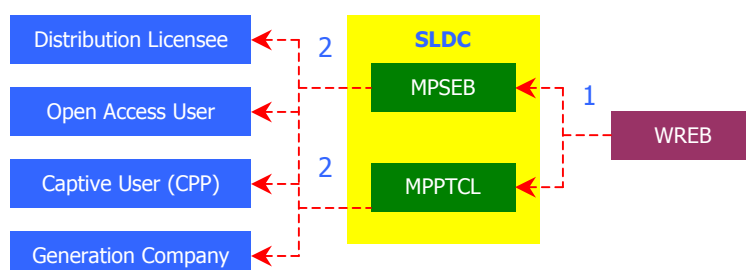 Distribution Licensee
2
SLDC
MPSEB
1
Open Access User
WREB
Captive User (CPP)
2
MPPTCL
Generation Company